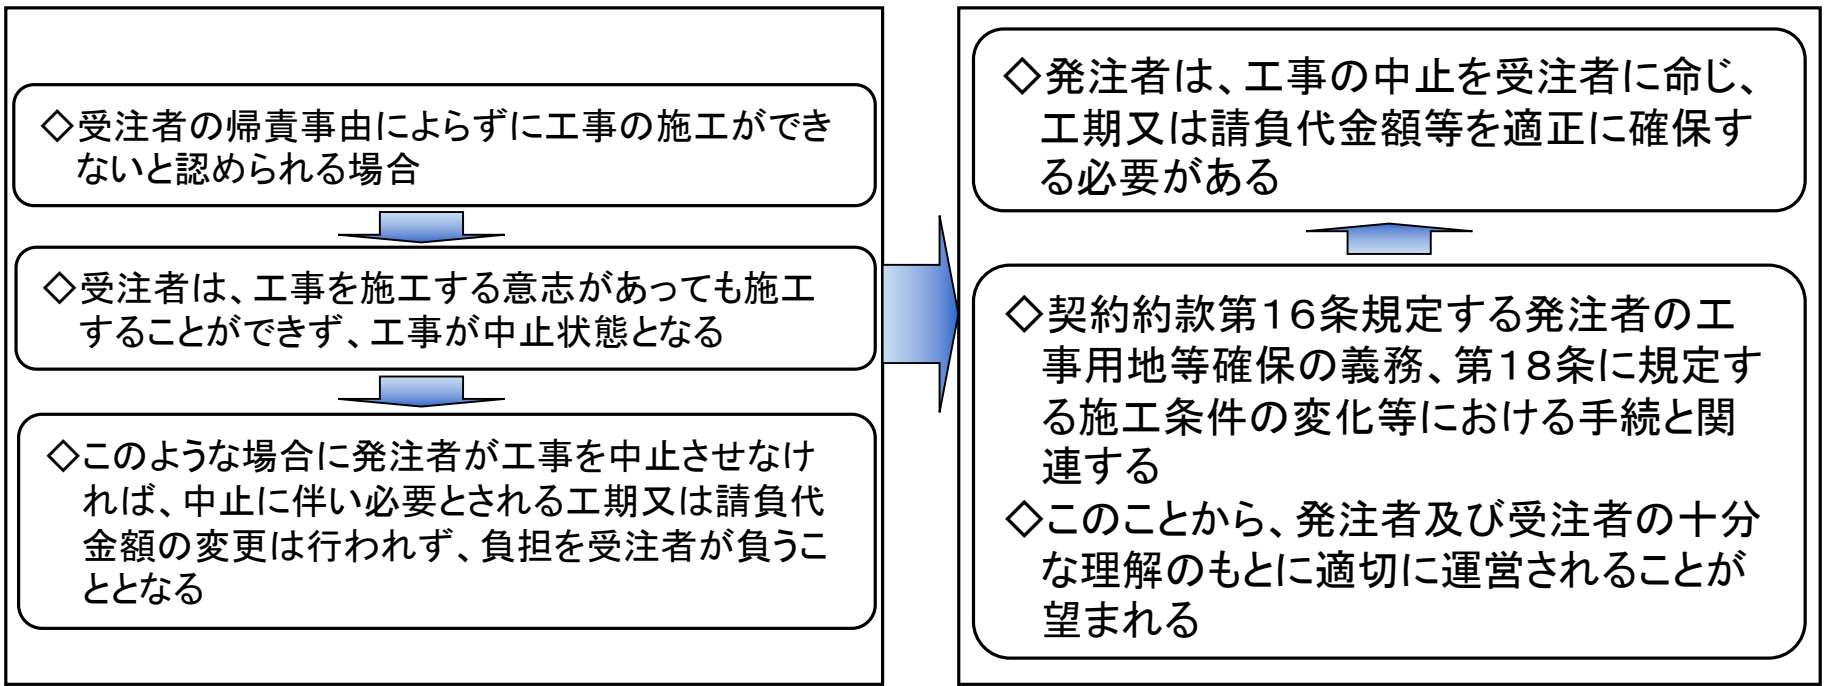 ◇受注者の帰責事由によらずに工事の施工ができ
ないと認められる場合
◇受注者は、工事を施工する意志があっても施工
することができず、工事が中止状態となる
◇このような場合に発注者が工事を中止させなけ
れば、中止に伴い必要とされる工期又は請負代
金額の変更は行われず、負担を受注者が負うこ
ととなる
◇発注者は、工事の中止を受注者に命じ、
工期又は請負代金額等を適正に確保す
る必要がある
◇契約約款第１６条規定する発注者の工
事用地等確保の義務、第１８条に規定す
る施工条件の変化等における手続と関
連する
◇このことから、発注者及び受注者の十分
な理解のもとに適切に運営されることが
望まれる